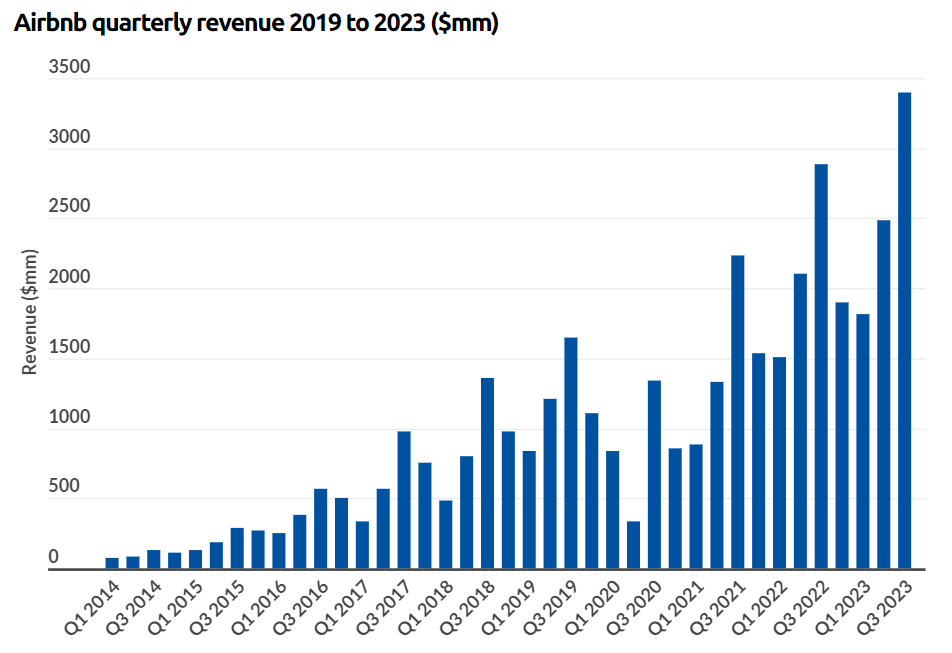 Airbnb quarterly revenue 2019 to 2023 ($mm)
3500
3000
2500
2000
1500
1000
500
0
Revenue ($mm)
Q1 2014
Q3 2014
Q1 2015
Q3 2015
Q1 2016
Q3 2016
Q1 2017
Q3 2017
Q1 2018
Q3 2018
Q1 2019
Q3 2019
Q1 2020
Q3 2020
Q1 2021
Q3 2021
Q1 2022
Q3 2022
Q1 2023
Q3 2023